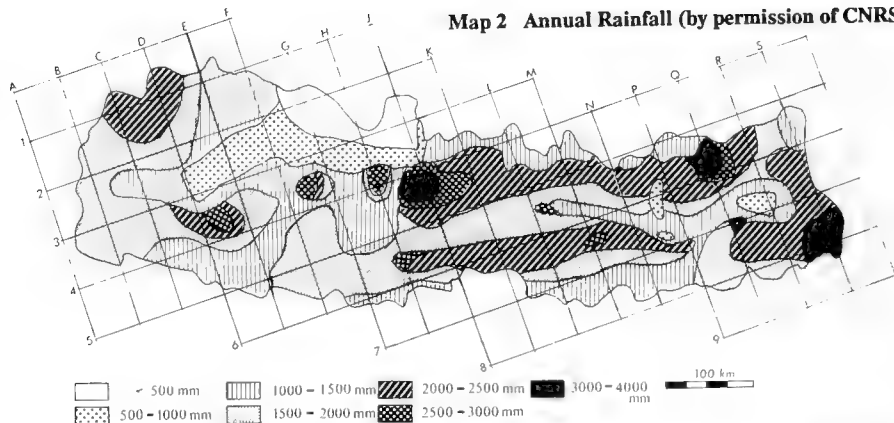 Map 2 Annual Rainfall (by permission of CNRS
A B C D E F G H J K L M N P Q R S
1
2
3
4
5
6
7
8
9
< 500 mm 1000 - 1500 mm 2000 - 2500 mm 3000 - 4000 mm
500 - 1000 mm 1500 - 2000 mm 2500 - 3000 mm
100 km